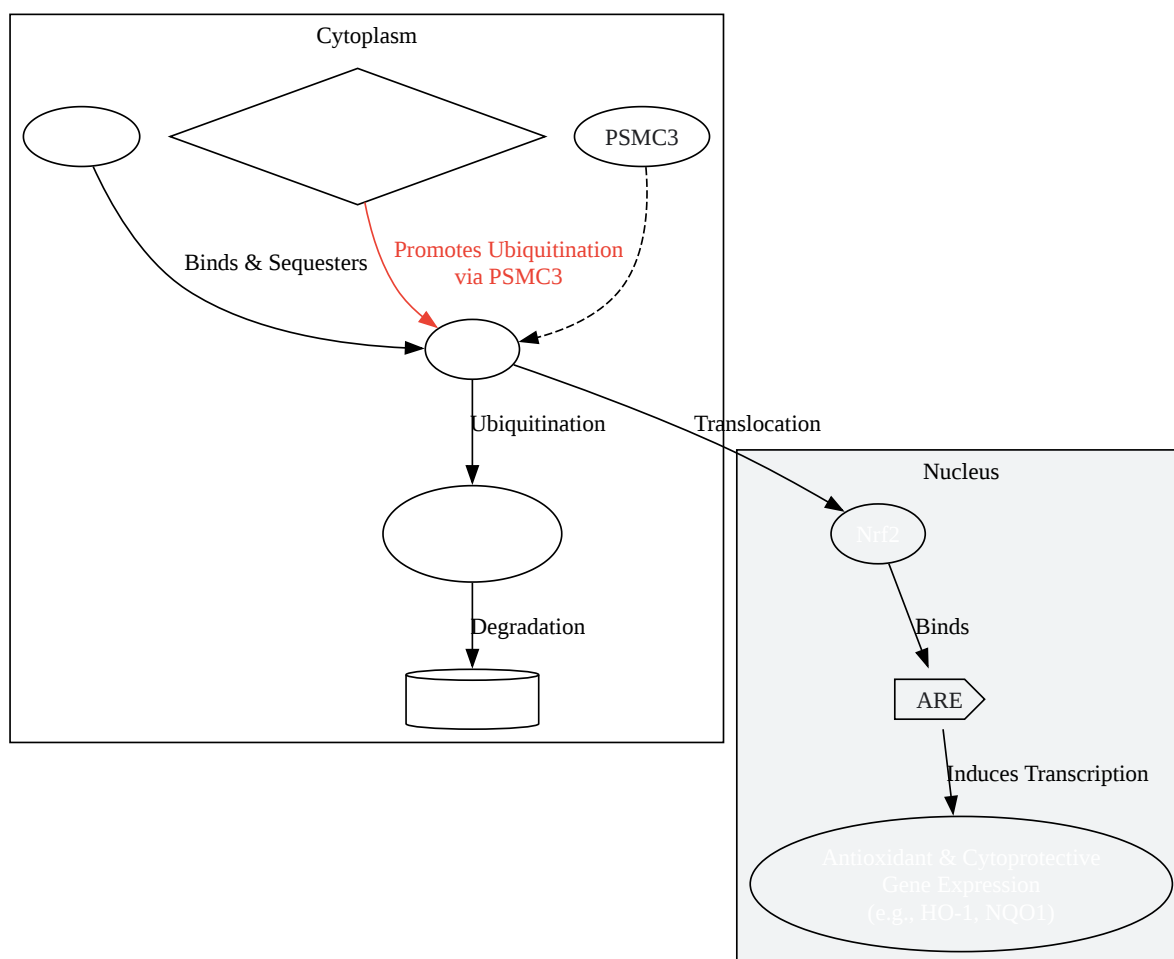 Cytoplasm
PSMC3
Binds & Sequesters
Promotes Ubiquitination
via PSMC3
Ubiquitination
Translocation
Nucleus
Nrf2
Degradation
Binds
ARE
Induces Transcription
Antioxidant & Cytoprotective
Gene Expression
(e.g., HO-1, NQO1)